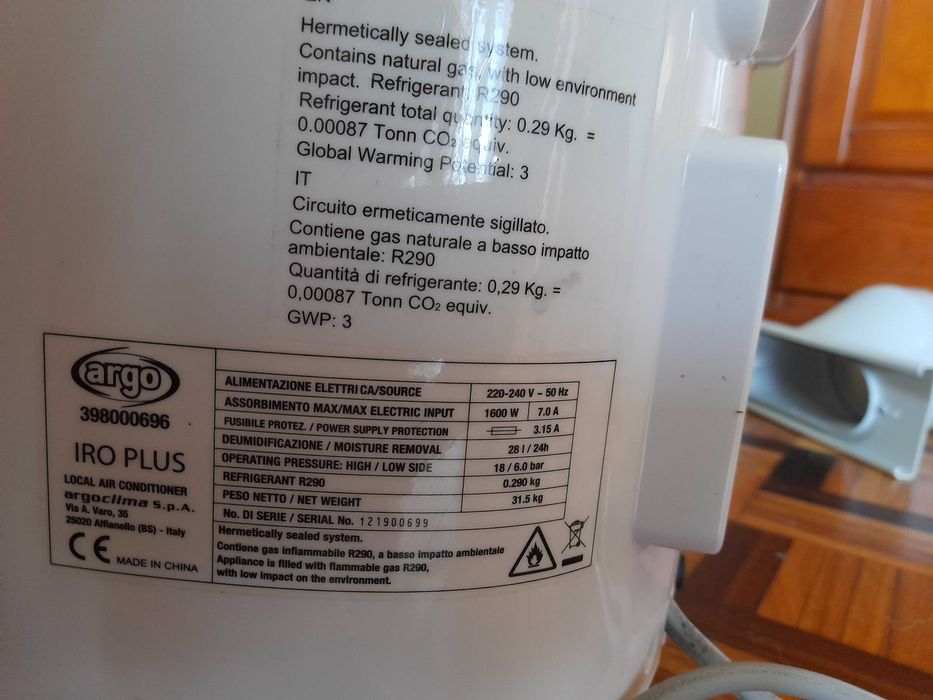 EN
Hermetically sealed system.
Contains natural gas, with low environment
impact. Refrigerant R290
Refrigerant total quantity: 0.29 Kg. =
0.00087 Tonn CO₂ equiv.
Global Warming Potential: 3
IT
Circuito ermeticamente sigillato.
Contiene gas naturale a basso impatto
ambientale: R290
Quantità di refrigerante: 0,29 Kg. =
0,00087 Tonn CO₂ equiv.
GWP: 3
argo
398000696
IRO PLUS
LOCAL AIR CONDITIONER
argoclima S.p.A.
Via A. Varo, 35
25020 Alfianello (BS) - Italy
CE MADE IN CHINA
ALIMENTAZIONE ELETTRI CA/SOURCE 220-240 V ~ 50 Hz
ASSORBIMENTO MAX/MAX ELECTRIC INPUT 1600 W 7.0 A
FUSIBILE PROTEZ. / POWER SUPPLY PROTECTION 3.15 A
DEUMIDIFICAZIONE / MOISTURE REMOVAL 28 l / 24h
OPERATING PRESSURE: HIGH / LOW SIDE 18 / 6.0 bar
REFRIGERANT R290 0.290 kg
PESO NETTO / NET WEIGHT 31.5 kg
No. DI SERIE / SERIAL No. 121900699
Hermetically sealed system.
Contiene gas infiammabile R290, a basso impatto ambientale
Appliance is filled with flammable gas R290,
with low impact on the environment.